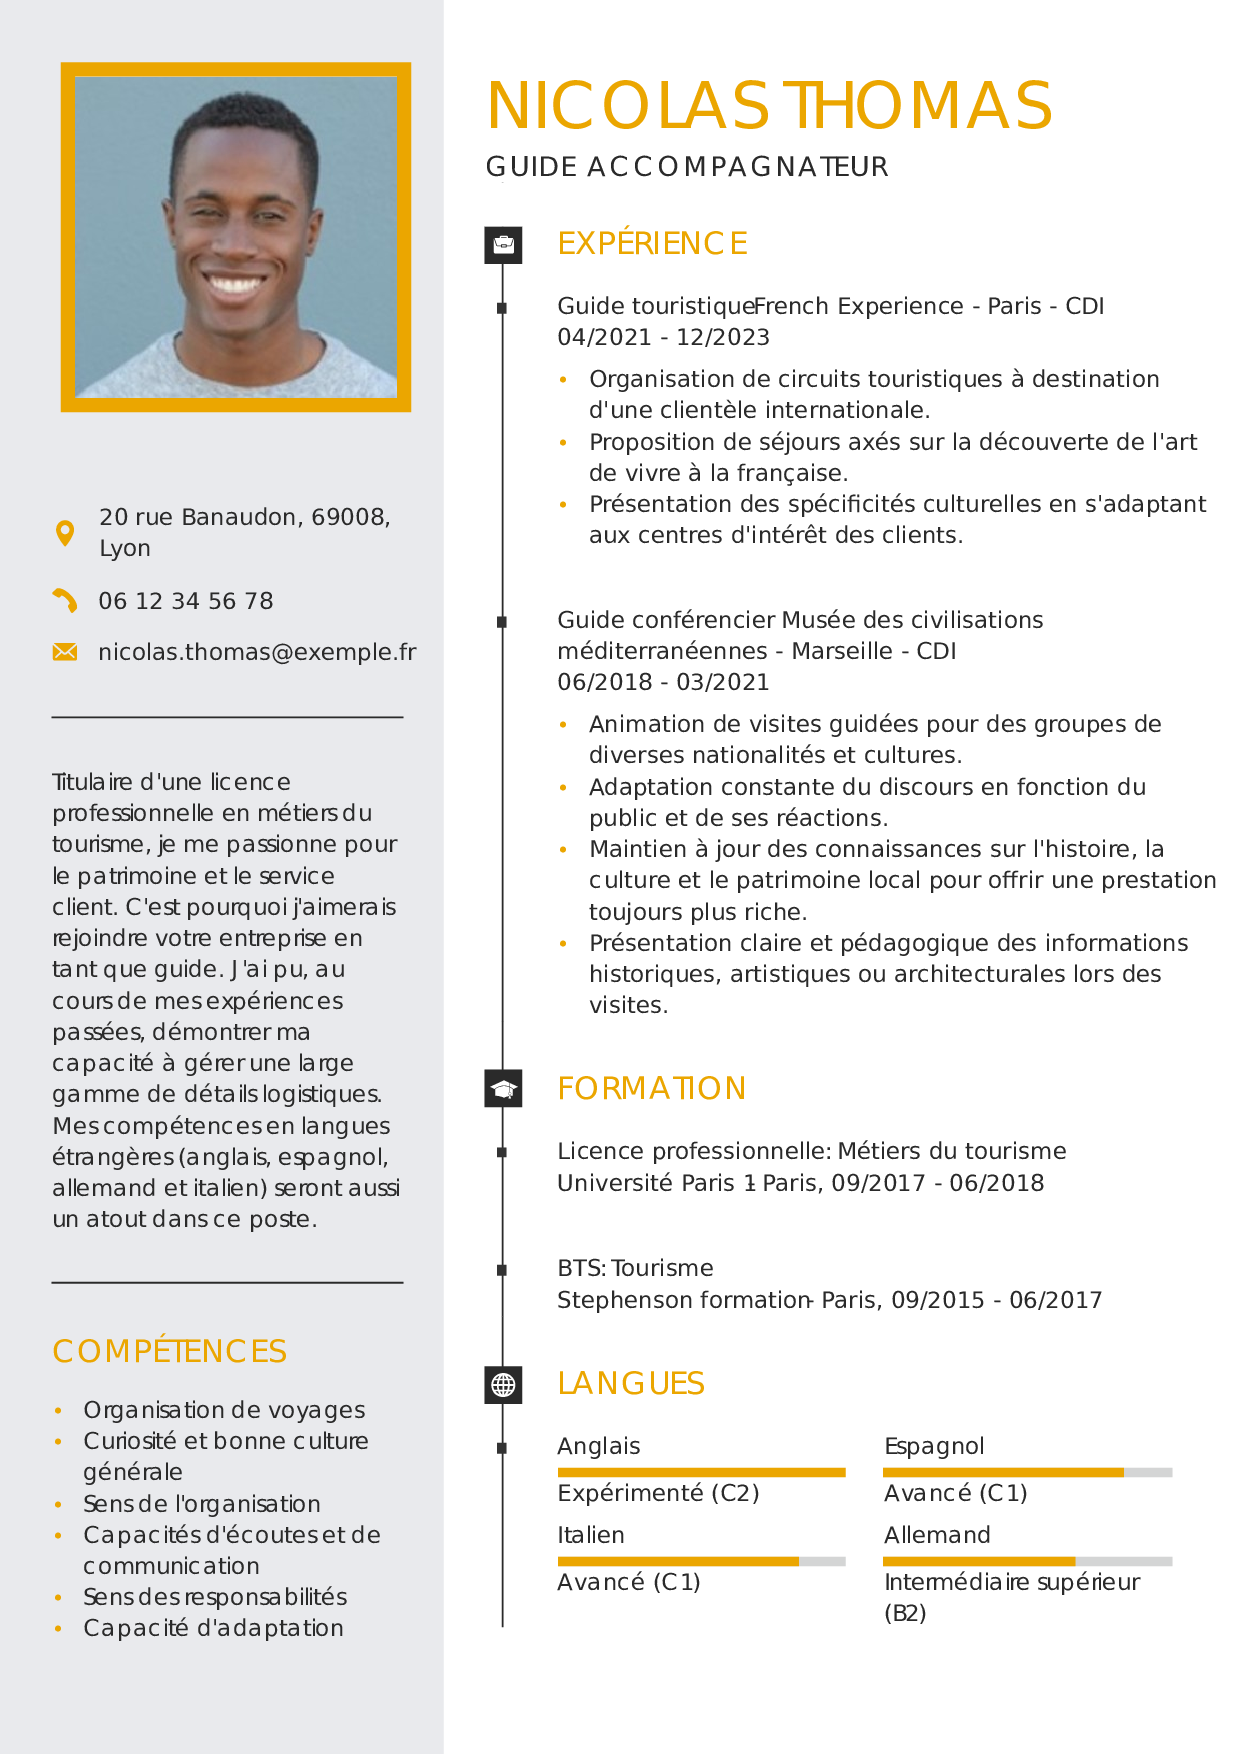 NICOLAS THOMAS
GUIDE ACCOMPAGNATEUR
20 rue Banaudon, 69008,
Lyon
06 12 34 56 78
nicolas.thomas@exemple.fr
Titulaire d'une licence
professionnelle en métiers du
tourisme, je me passionne pour
le patrimoine et le service
client. C'est pourquoi j'aimerais
rejoindre votre entreprise en
tant que guide. J'ai pu, au
cours de mes expériences
passées, démontrer ma
capacité à gérer une large
gamme de détails logistiques.
Mes compétences en langues
étrangères (anglais, espagnol,
allemand et italien) seront aussi
un atout dans ce poste.
COMPÉTENCES
• Organisation de voyages
• Curiosité et bonne culture
générale
• Sens de l'organisation
• Capacités d'écoutes et de
communication
• Sens des responsabilités
• Capacité d'adaptation
EXPÉRIENCE
Guide touristiqueFrench Experience - Paris - CDI
04/2021 - 12/2023
• Organisation de circuits touristiques à destination
d'une clientèle internationale.
• Proposition de séjours axés sur la découverte de l'art
de vivre à la française.
• Présentation des spécificités culturelles en s'adaptant
aux centres d'intérêt des clients.
Guide conférencier Musée des civilisations
méditerranéennes - Marseille - CDI
06/2018 - 03/2021
• Animation de visites guidées pour des groupes de
diverses nationalités et cultures.
• Adaptation constante du discours en fonction du
public et de ses réactions.
• Maintien à jour des connaissances sur l'histoire, la
culture et le patrimoine local pour offrir une prestation
toujours plus riche.
• Présentation claire et pédagogique des informations
historiques, artistiques ou architecturales lors des
visites.
FORMATION
Licence professionnelle: Métiers du tourisme
Université Paris 1- Paris, 09/2017 - 06/2018
BTS: Tourisme
Stephenson formation- Paris, 09/2015 - 06/2017
LANGUES
Anglais
Expérimenté (C2)
Espagnol
Avancé (C1)
Italien
Avancé (C1)
Allemand
Intermédiaire supérieur
(B2)